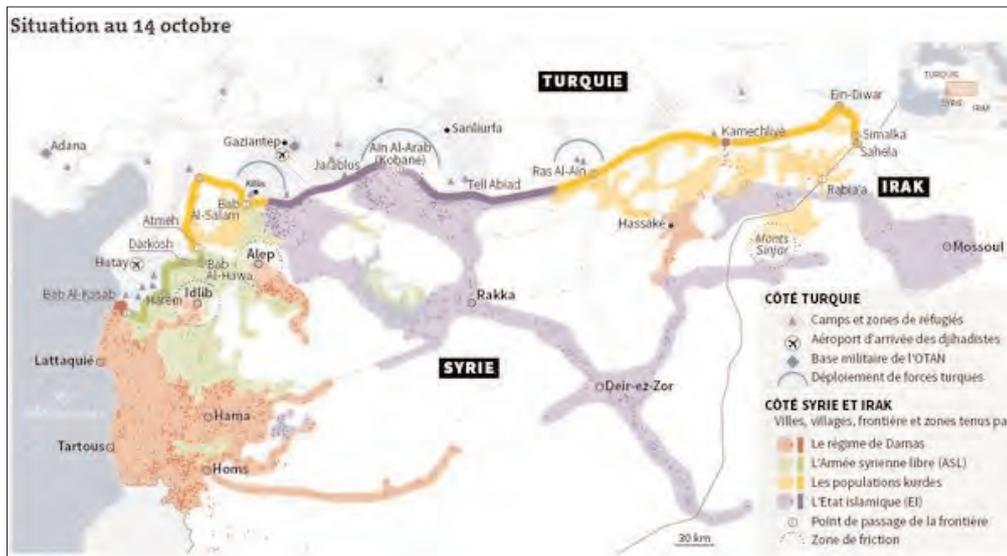 Situation au 14 octobre
TURQUIE
TURQUIE
SYRIE
IRAK
Ein-Diwar
Adana
Gaziantep
Sanliurfa
Kamechliyé
Simalka
Sahela
Jarablus
Ain Al-Arab
(Kobané)
Ras Al-Ain
Kilis
Bab
Al-Salam
Tell Abiad
Rabia'a
IRAK
Atmeh
Hassaké
Darkosh
Monts
Sinjar
Mossoul
Hatay
Bab
Al-Hawa
Alep
Bab Al-Kasab
Harem
Idlib
Rakka
Lattaquié
SYRIE
Deir-ez-Zor
Hama
Tartous
Homs
30 km
CÔTÉ TURQUIE
Camps et zones de réfugiés
Aéroport d'arrivée des djihadistes
Base militaire de l'OTAN
Déploiement de forces turques
CÔTÉ SYRIE ET IRAK
Villes, villages, frontière et zones tenus pa
Le régime de Damas
L'Armée syrienne libre (ASL)
Les populations kurdes
L'Etat islamique (EI)
Point de passage de la frontière
Zone de friction